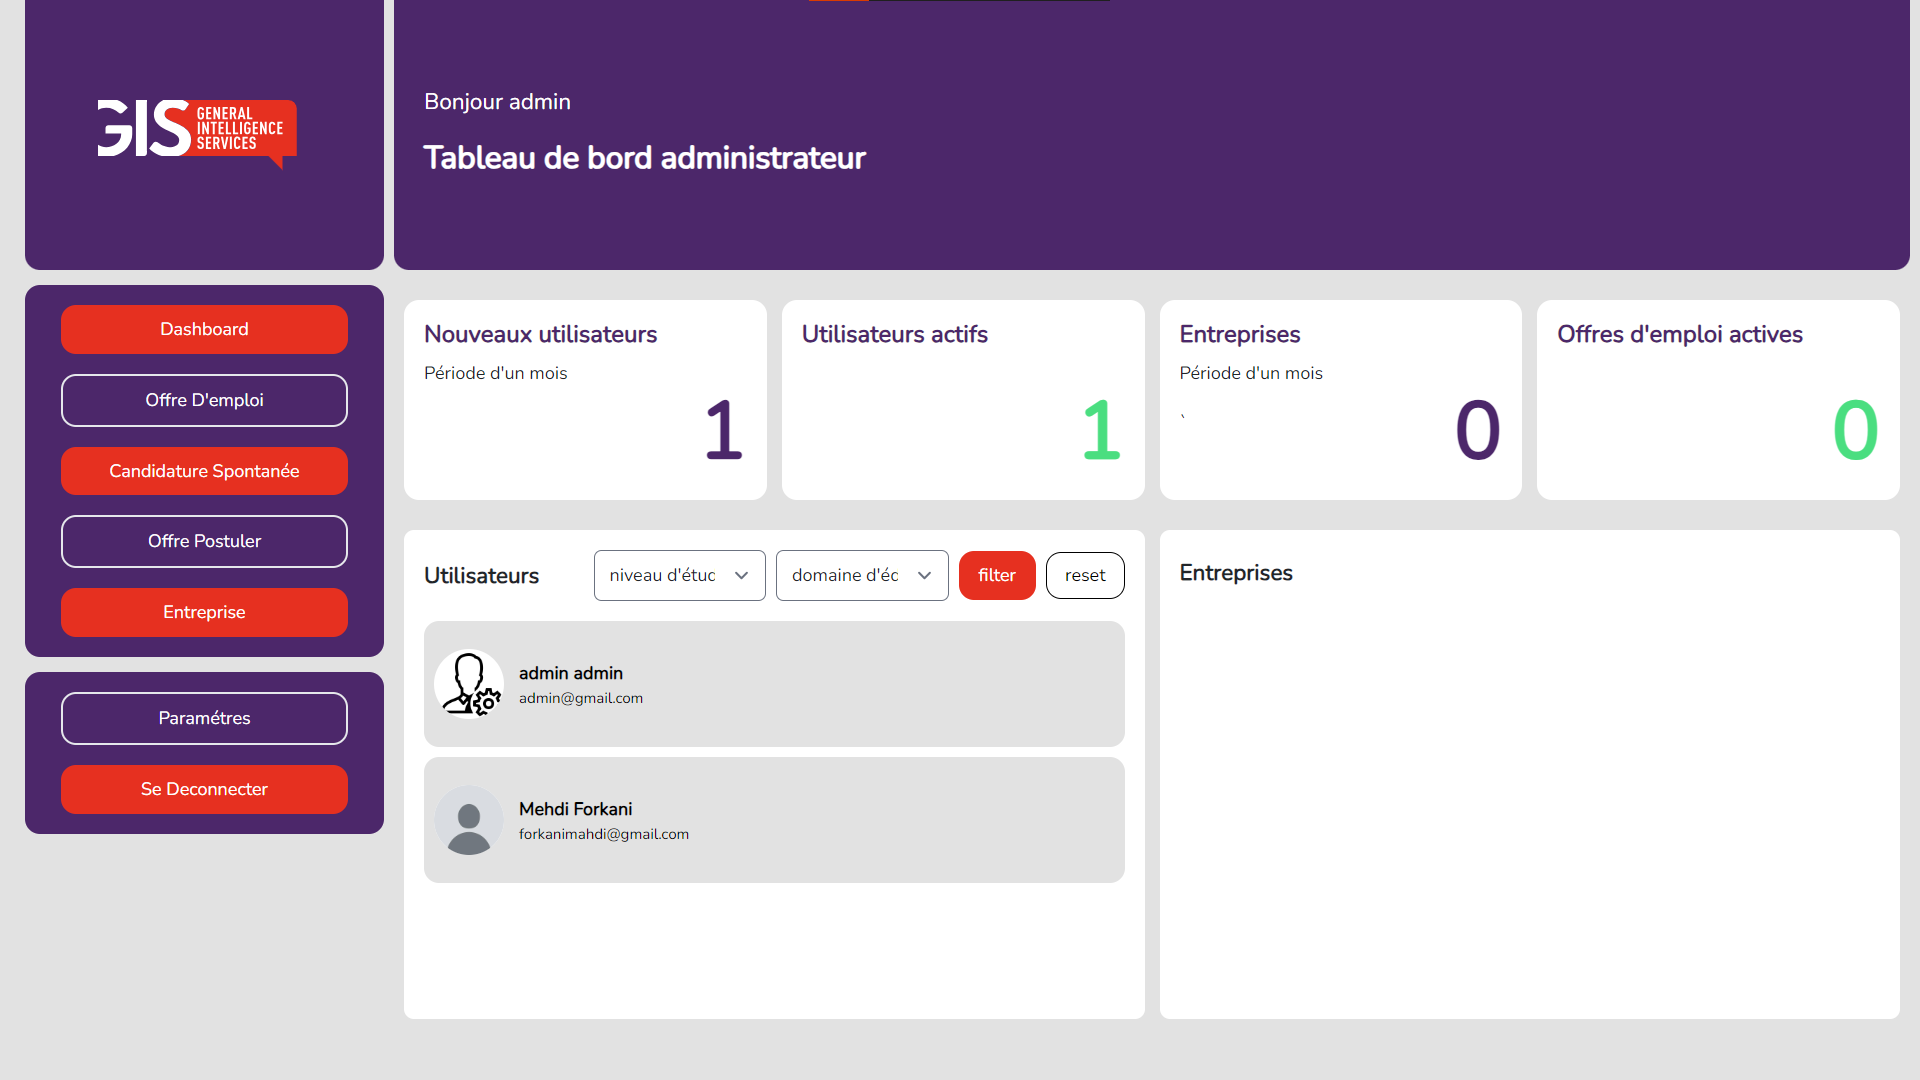 GIS GENERAL
INTELLIGENCE
SERVICES
Bonjour admin
Tableau de bord administrateur
Dashboard
Offre D'emploi
Candidature Spontanée
Offre Postuler
Entreprise
Paramétres
Se Deconnecter
Nouveaux utilisateurs
Période d'un mois
1
Utilisateurs actifs
1
Entreprises
Période d'un mois
`
0
Offres d'emploi actives
0
Utilisateurs
niveau d'étuc
domaine d'éc
filter
reset
admin admin
admin@gmail.com
Mehdi Forkani
forkanimahdi@gmail.com
Entreprises